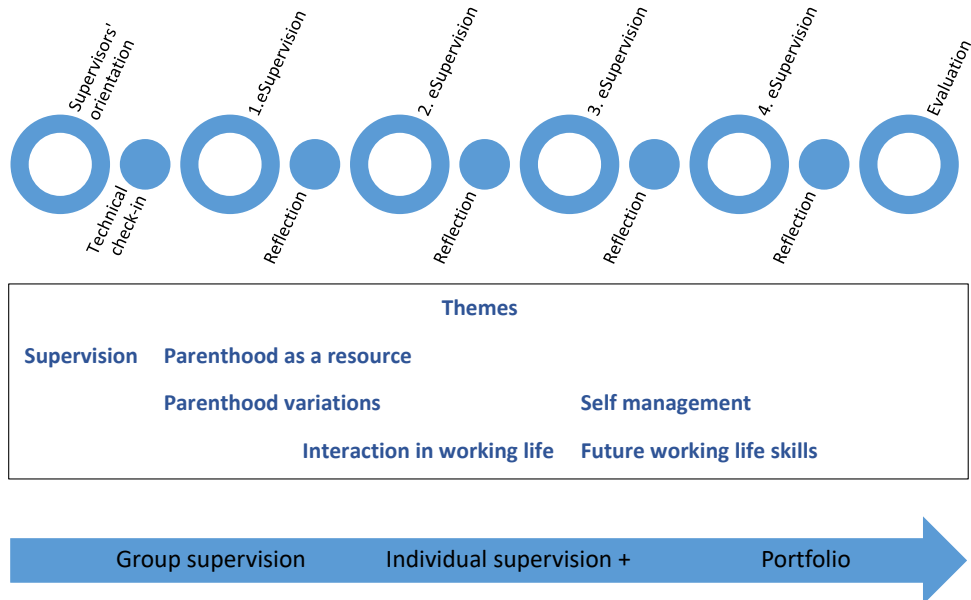 Supervisors'
orientation
Technical
check-in
1.eSupervision
Reflection
2. eSupervision
Reflection
3. eSupervision
Reflection
4. eSupervision
Reflection
Evaluation
Themes
Supervision Parenthood as a resource
Parenthood variations Self management
Interaction in working life Future working life skills
Group supervision Individual supervision + Portfolio